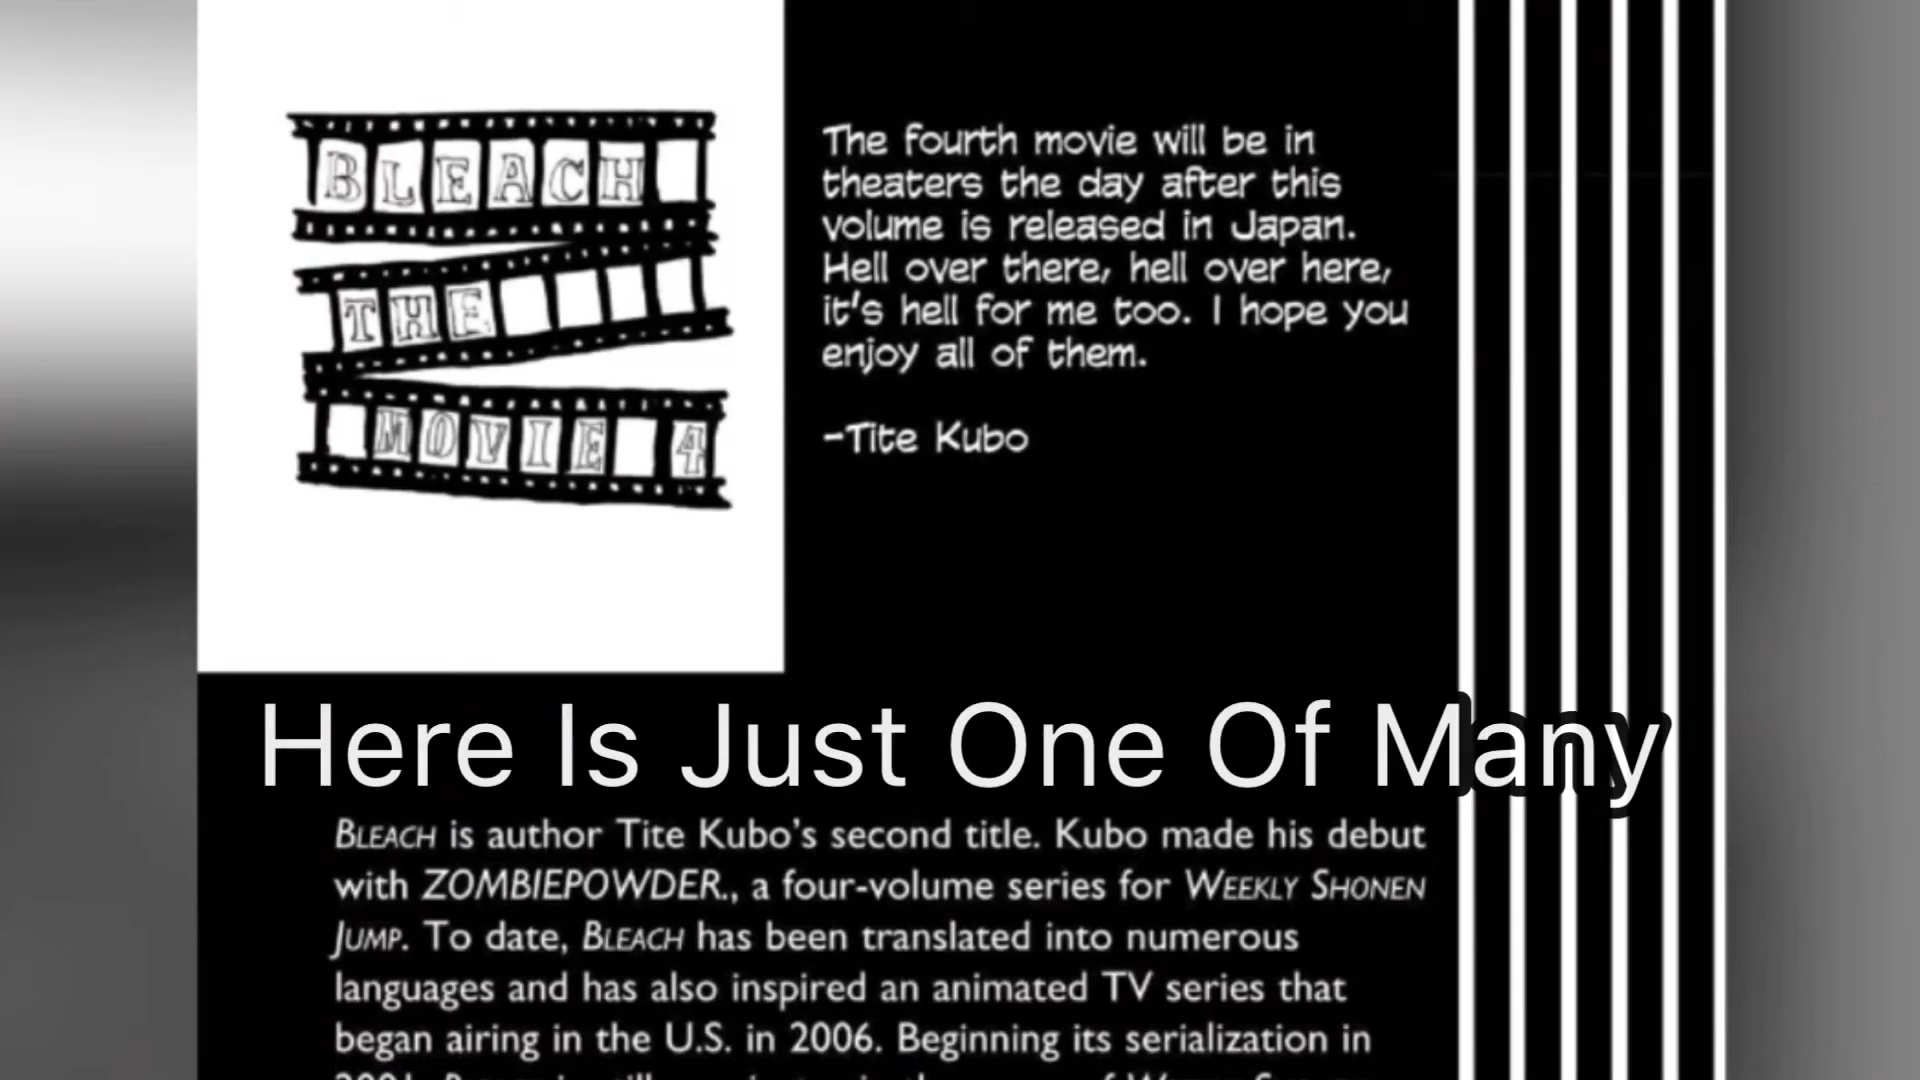 BLEACH
THE
MOVIE 4
The fourth movie will be in
theaters the day after this
volume is released in Japan.
Hell over there, hell over here,
it's hell for me too. I hope you
enjoy all of them.
-Tite Kubo
Here Is Just One Of Many
BLEACH is author Tite Kubo's second title. Kubo made his debut
with ZOMBIEPOWDER., a four-volume series for WEEKLY SHONEN
JUMP. To date, BLEACH has been translated into numerous
languages and has also inspired an animated TV series that
began airing in the U.S. in 2006. Beginning its serialization in